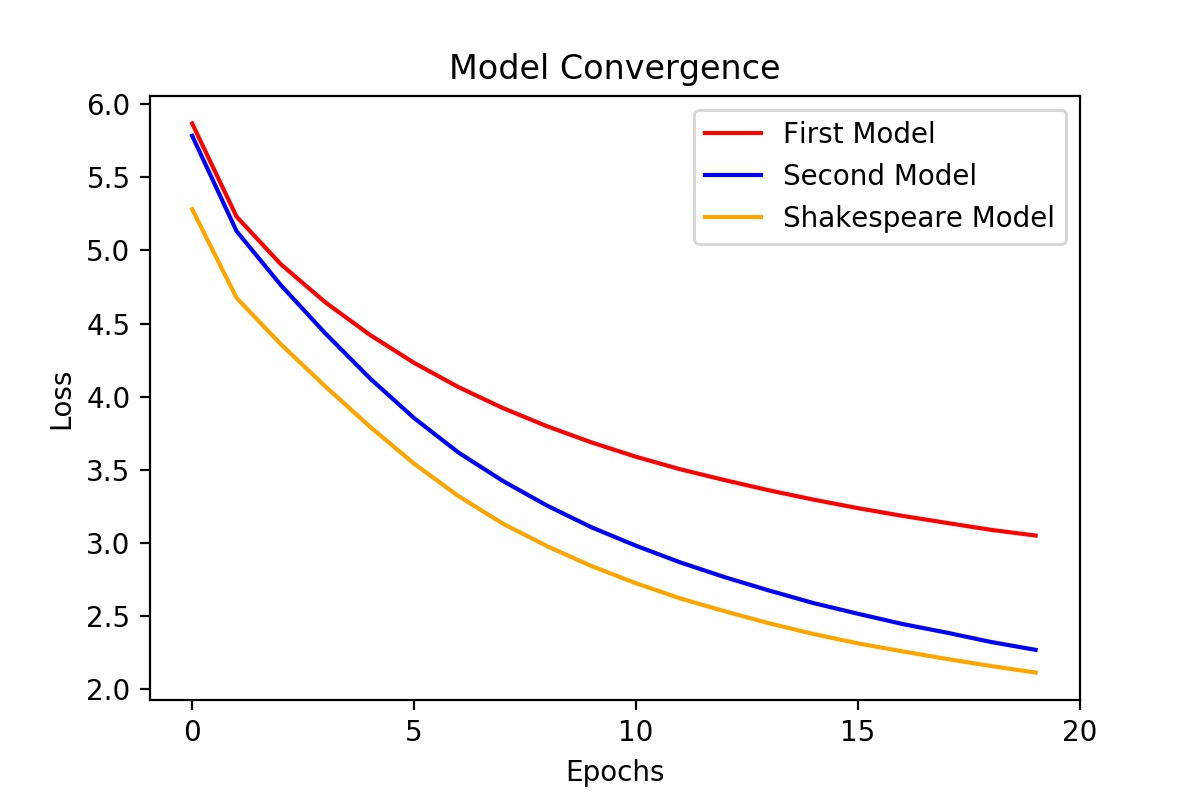 Model Convergence
6.0
5.5
5.0
4.5
4.0
3.5
3.0
2.5
2.0
Loss
First Model
Second Model
Shakespeare Model
0 5 10 15 20
Epochs